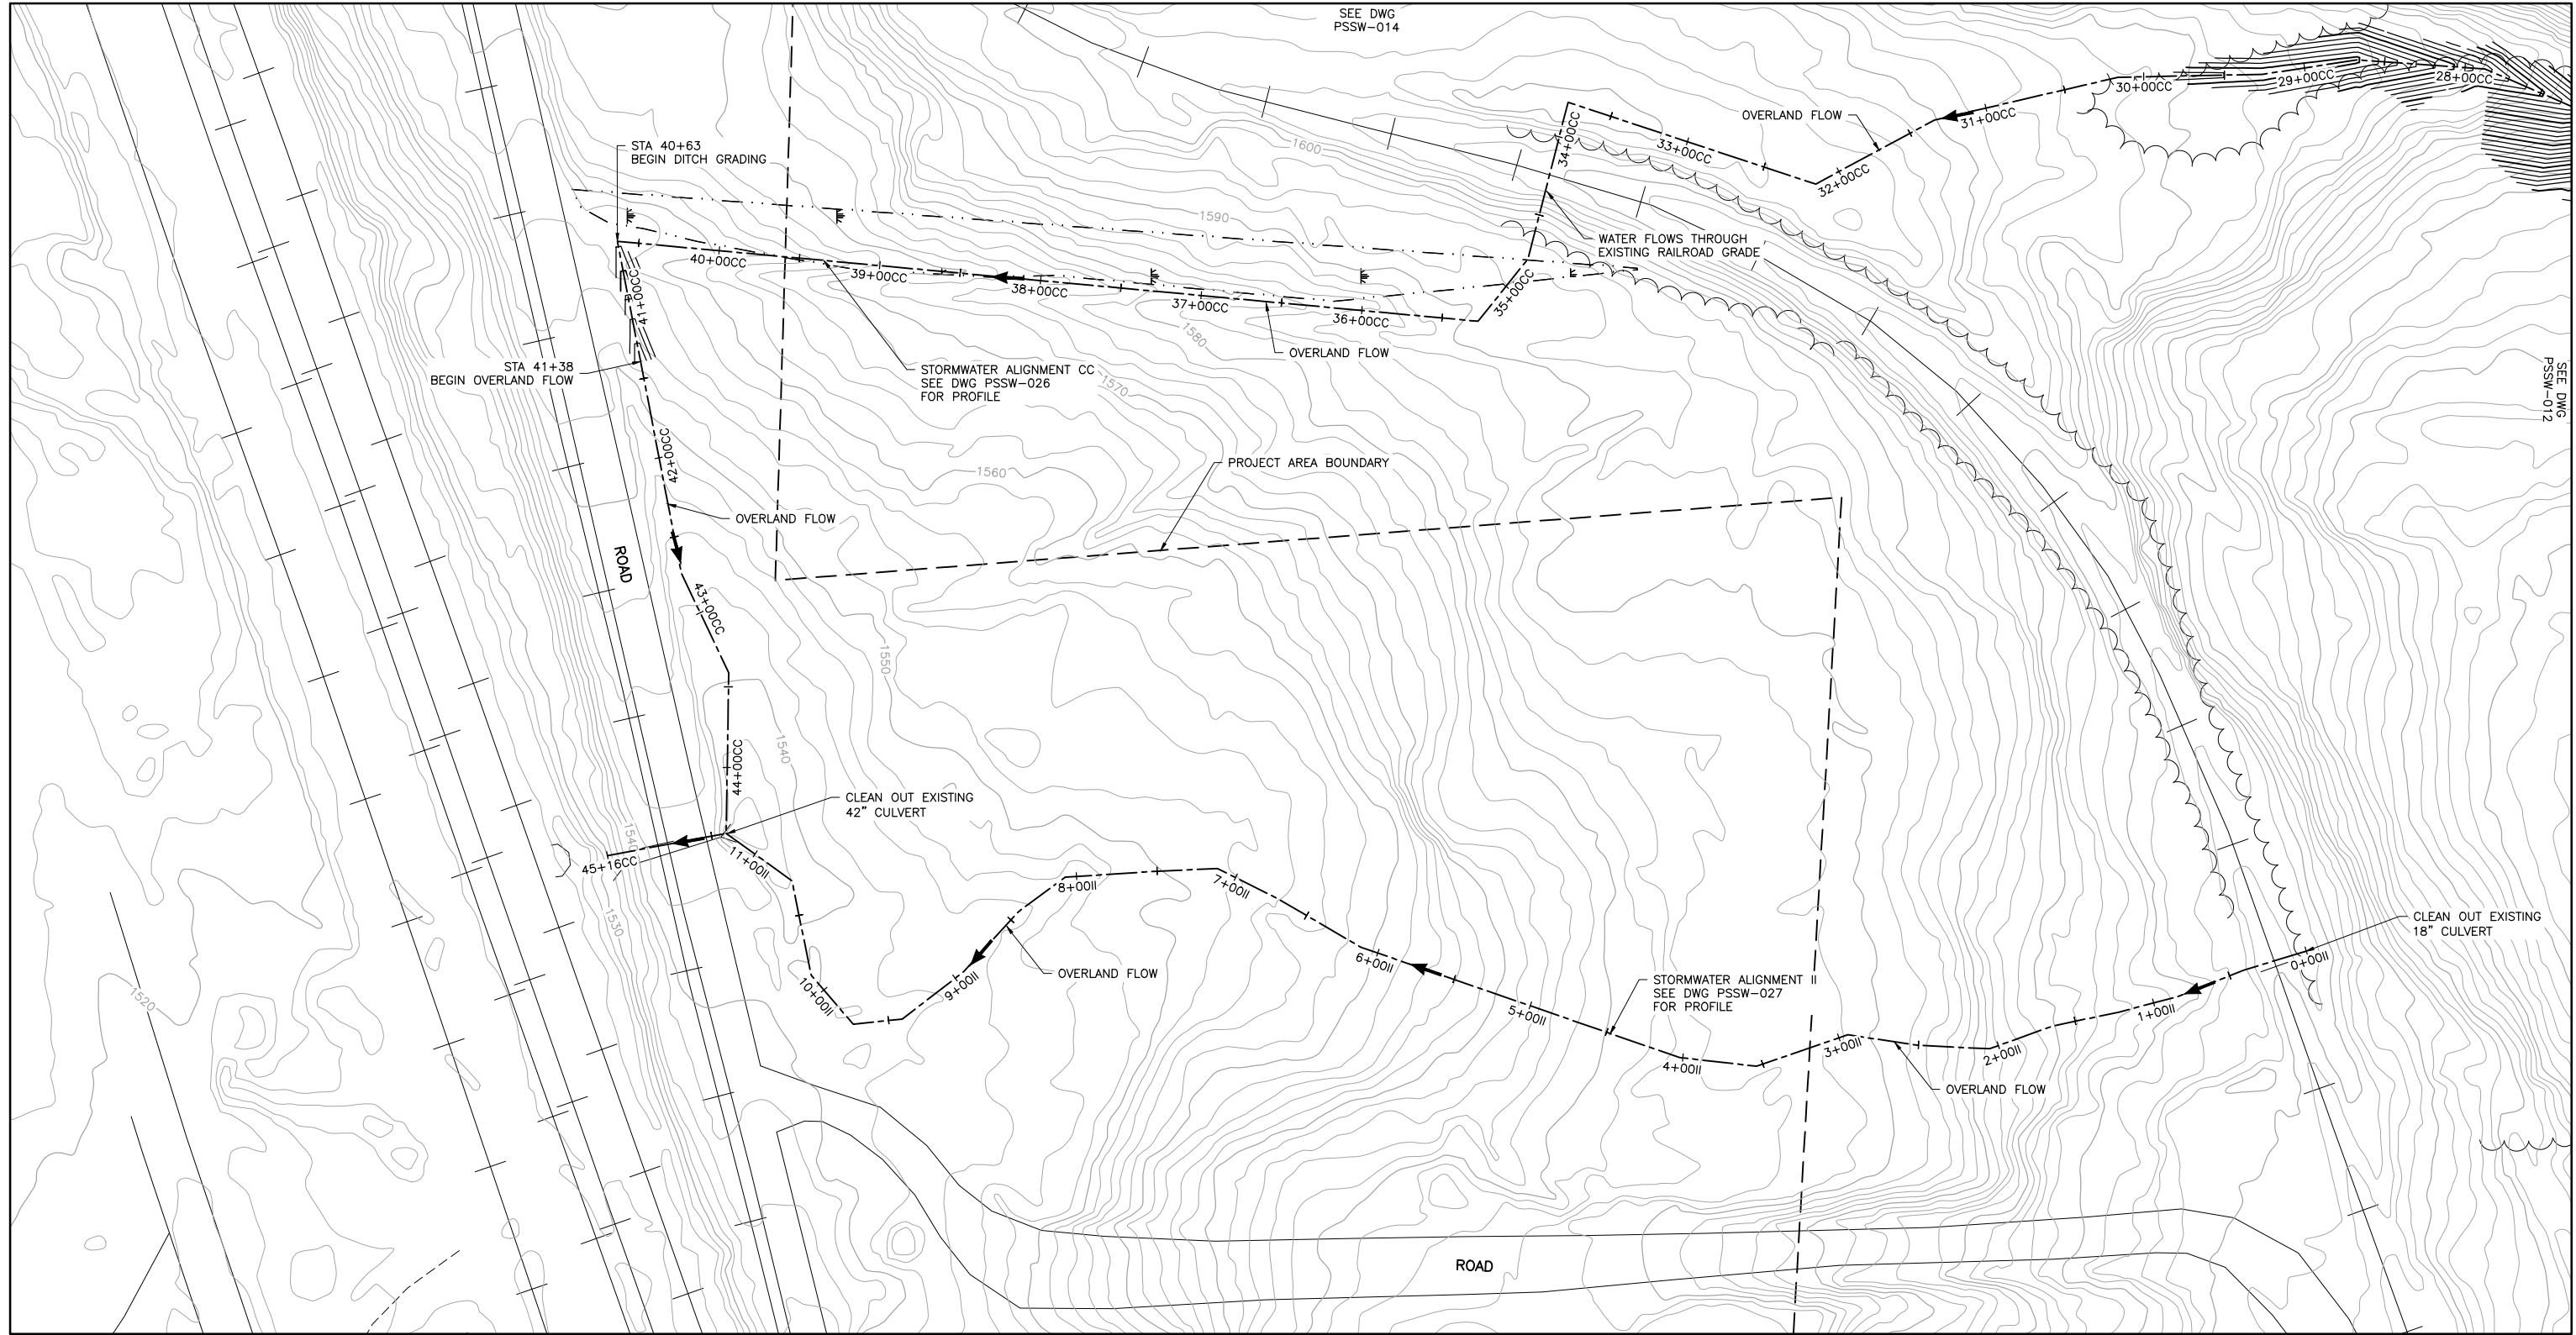 SEE DWG
PSSW-014
28+00CC
29+00CC
30+00CC
31+00CC
OVERLAND FLOW
32+00CC
33+00CC
34+00CC
1600
STA 40+63
BEGIN DITCH GRADING
1590
WATER FLOWS THROUGH
EXISTING RAILROAD GRADE
40+00CC
39+00CC
38+00CC
37+00CC
36+00CC
35+00CC
41+00CC
1580
OVERLAND FLOW
STA 41+38
BEGIN OVERLAND FLOW
STORMWATER ALIGNMENT CC
SEE DWG PSSW-026
FOR PROFILE
1570
SEE DWG
PSSW-012
42+00CC
1560
PROJECT AREA BOUNDARY
OVERLAND FLOW
ROAD
43+00CC
1550
1540
44+00CC
CLEAN OUT EXISTING
42" CULVERT
1540
45+16CC
11+00II
8+00II
7+00II
1530
CLEAN OUT EXISTING
18" CULVERT
6+00II
0+00II
OVERLAND FLOW
9+00II
10+00II
1520
STORMWATER ALIGNMENT II
SEE DWG PSSW-027
FOR PROFILE
5+00II
1+00II
4+00II
3+00II
2+00II
OVERLAND FLOW
ROAD